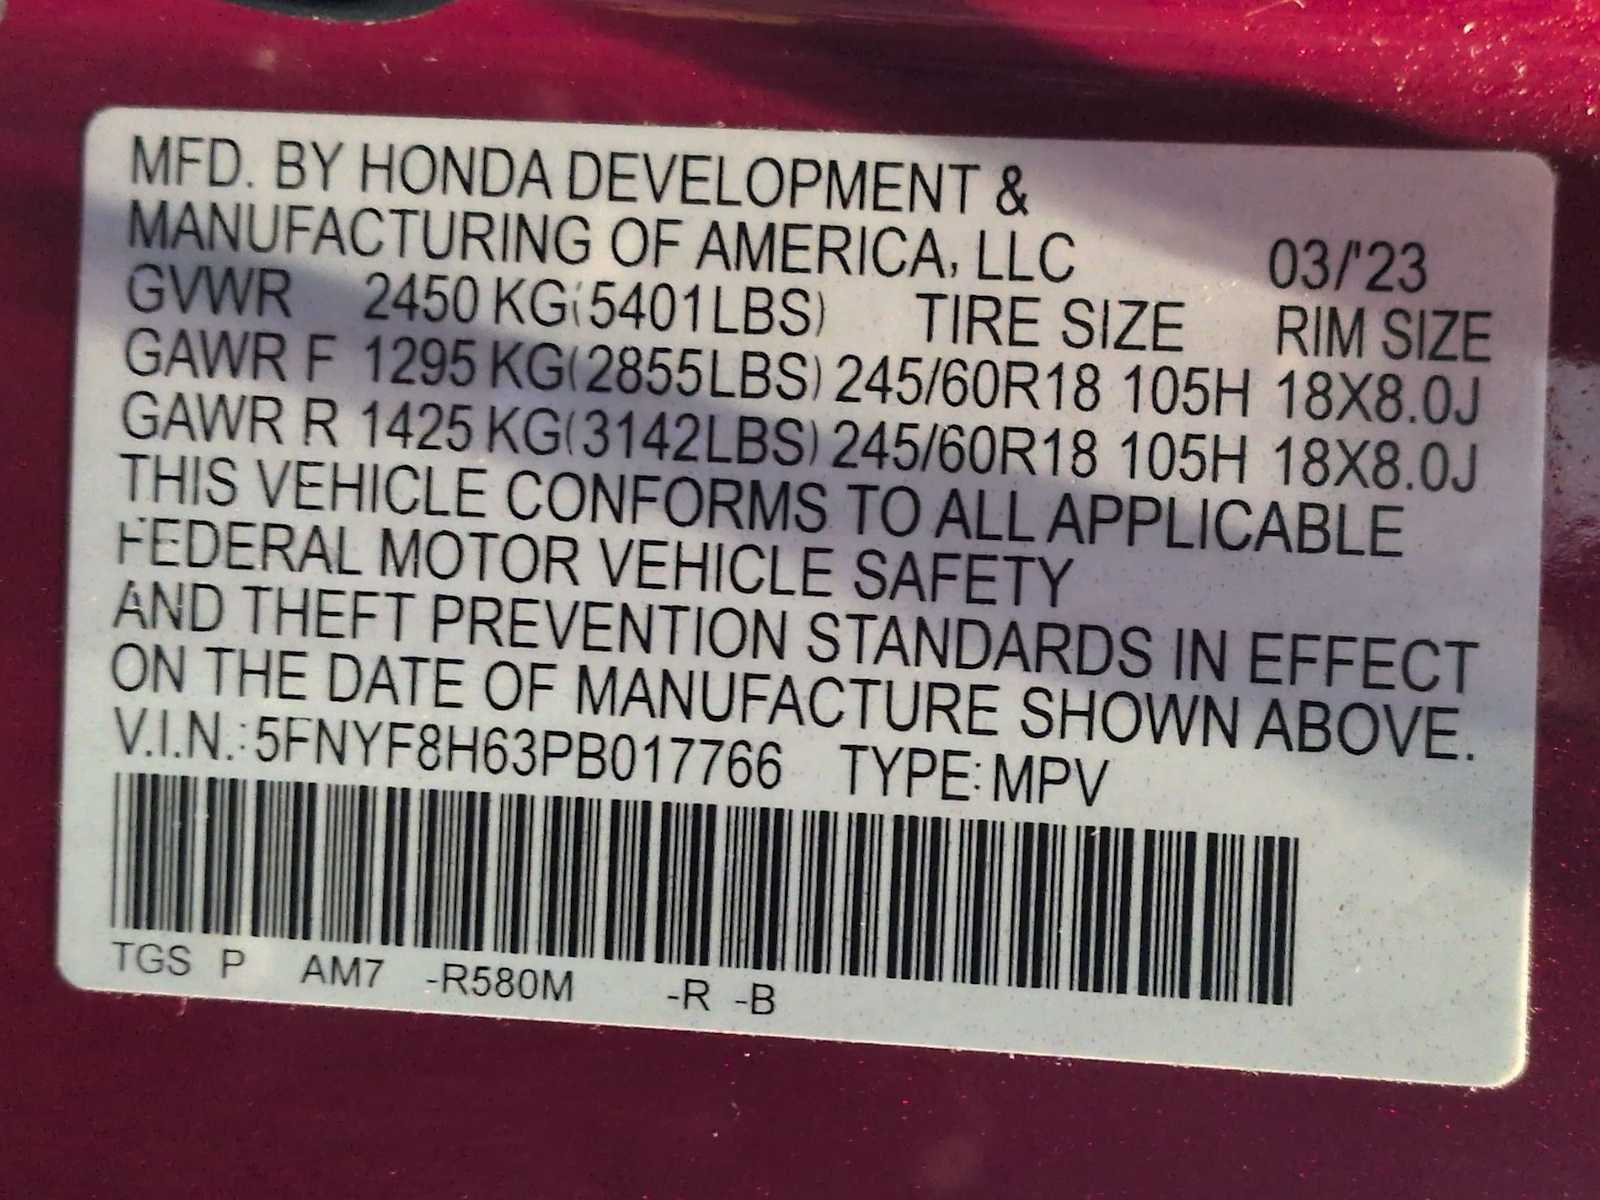 MFD. BY HONDA DEVELOPMENT &
MANUFACTURING OF AMERICA, LLC 03/'23
GVWR 2450 KG(5401LBS) TIRE SIZE RIM SIZE
GAWR F 1295 KG(2855LBS) 245/60R18 105H 18X8.0J
GAWR R 1425 KG(3142LBS) 245/60R18 105H 18X8.0J
THIS VEHICLE CONFORMS TO ALL APPLICABLE
FEDERAL MOTOR VEHICLE SAFETY
AND THEFT PREVENTION STANDARDS IN EFFECT
ON THE DATE OF MANUFACTURE SHOWN ABOVE.
V.I.N.: 5FNYF8H63PB017766 TYPE: MPV
TGS P AM7 -R580M -R -B